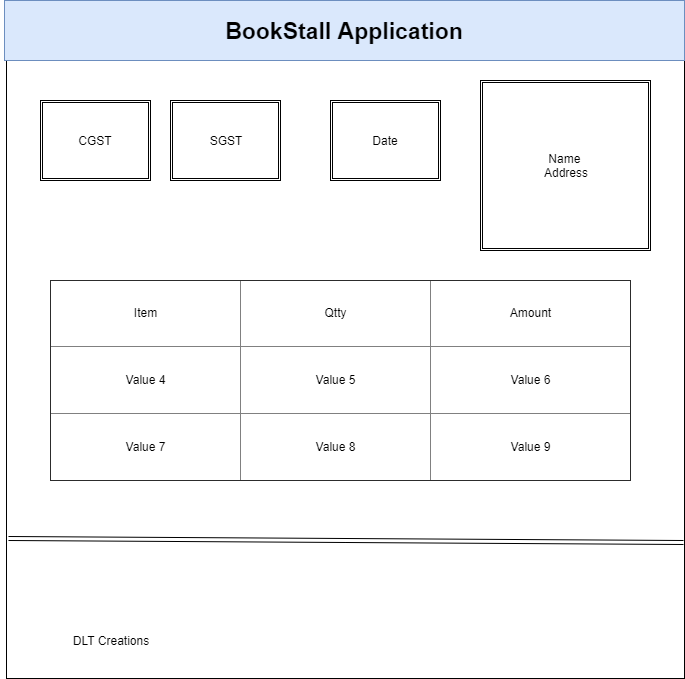 BookStall Application
CGST
SGST
Date
Name
Address
Item
Qtty
Amount
Value 4
Value 5
Value 6
Value 7
Value 8
Value 9
DLT Creations